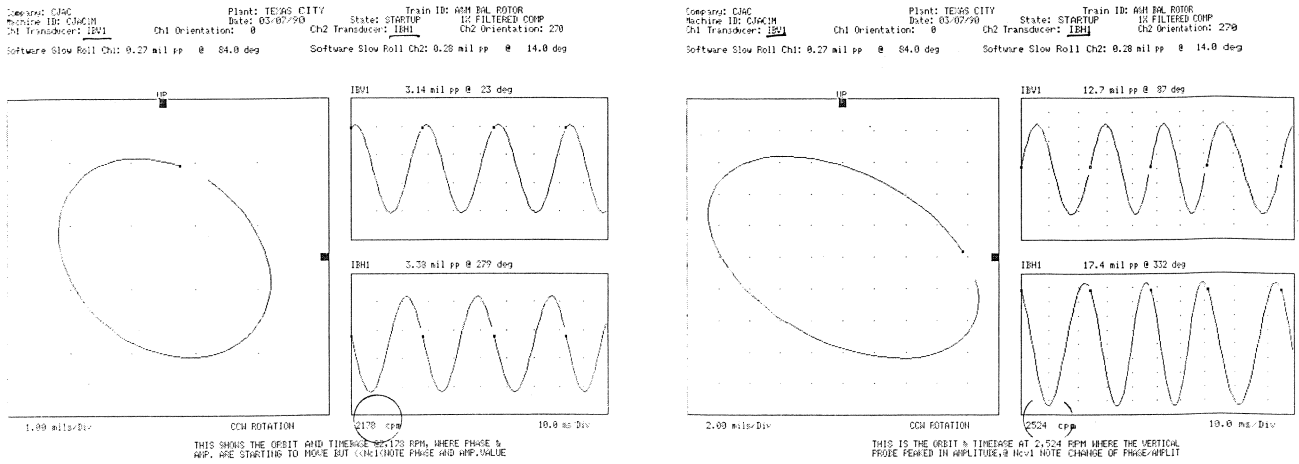 Company: CJAC Plant: TEXAS CITY Train ID: A&M BAL ROTOR
Machine ID: CJAC1M Date: 03/07/90 State: STARTUP 1X FILTERED COMP
Ch1 Transducer: IBV1 Ch1 Orientation: 0 Ch2 Transducer: IBH1 Ch2 Orientation: 270
Software Slow Roll Ch1: 0.27 mil pp @ 84.0 deg Software Slow Roll Ch2: 0.28 mil pp @ 14.0 deg
UP
IBV1 3.14 mil pp @ 23 deg
IBH1 3.38 mil pp @ 279 deg
1.00 mils/Div CCW ROTATION 2178 cpm 10.0 ms/Div
THIS SHOWS THE ORBIT AND TIMEBASE @2,178 RPM, WHERE PHASE &
AMP. ARE STARTING TO MOVE BUT <<Nc1(NOTE PHASE AND AMP.VALUE
Company: CJAC Plant: TEXAS CITY Train ID: A&M BAL ROTOR
Machine ID: CJAC1M Date: 03/07/90 State: STARTUP 1X FILTERED COMP
Ch1 Transducer: IBV1 Ch1 Orientation: 0 Ch2 Transducer: IBH1 Ch2 Orientation: 270
Software Slow Roll Ch1: 0.27 mil pp @ 84.0 deg Software Slow Roll Ch2: 0.28 mil pp @ 14.0 deg
UP
IBV1 12.7 mil pp @ 87 deg
IBH1 17.4 mil pp @ 332 deg
2.00 mils/Div CCW ROTATION 2524 cpm 10.0 ms/Div
THIS IS THE ORBIT & TIMEBASE AT 2,524 RPM WHERE THE VERTICAL
PROBE PEAKED IN AMPLITUDE,@ Ncv1 NOTE CHANGE OF PHASE/AMPLIT